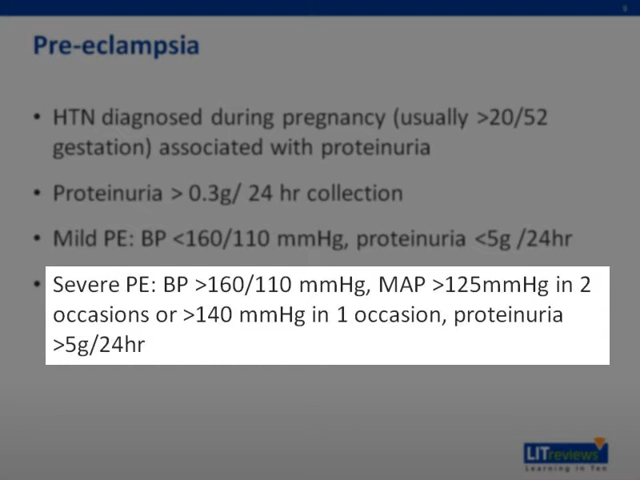 5
Pre-eclampsia
• HTN diagnosed during pregnancy (usually >20/52
gestation) associated with proteinuria
• Proteinuria > 0.3g/ 24 hr collection
• Mild PE: BP <160/110 mmHg, proteinuria <5g /24hr
• Severe PE: BP >160/110 mmHg, MAP >125mmHg in 2
occasions or >140 mmHg in 1 occasion, proteinuria
>5g/24hr
LITreviews
Learning in Ten